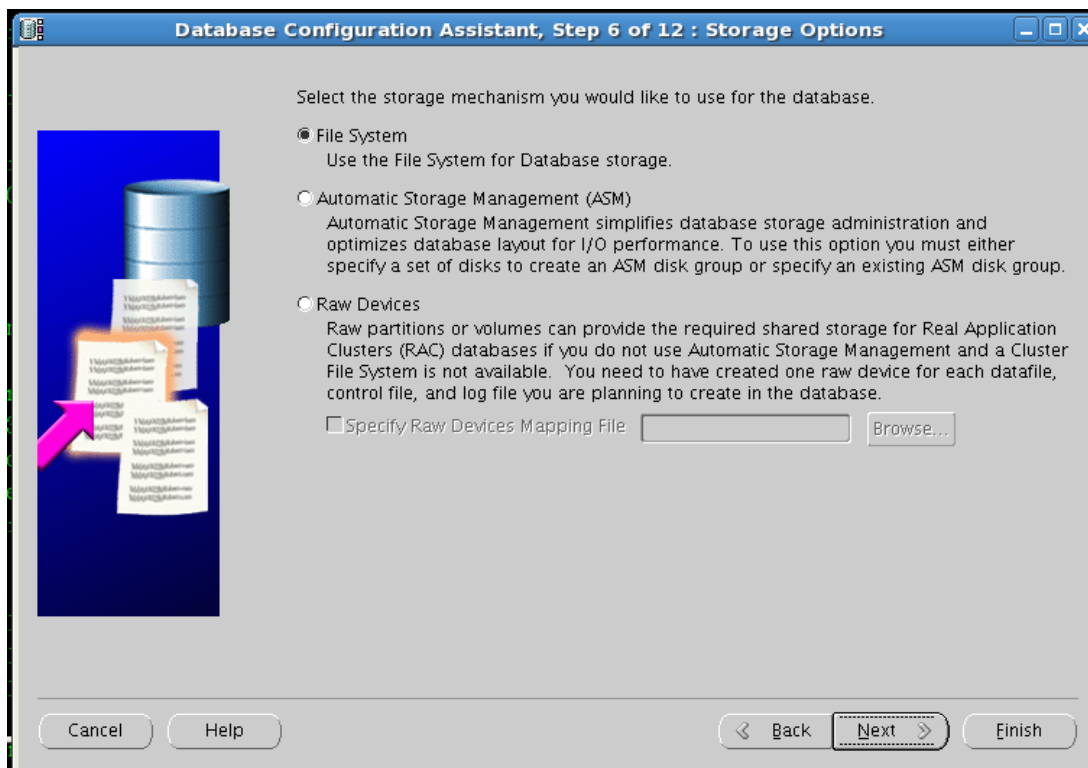 Database Configuration Assistant, Step 6 of 12 : Storage Options
Select the storage mechanism you would like to use for the database.
File System
Use the File System for Database storage.
Automatic Storage Management (ASM)
Automatic Storage Management simplifies database storage administration and
optimizes database layout for I/O performance. To use this option you must either
specify a set of disks to create an ASM disk group or specify an existing ASM disk group.
Raw Devices
Raw partitions or volumes can provide the required shared storage for Real Application
Clusters (RAC) databases if you do not use Automatic Storage Management and a Cluster
File System is not available.  You need to have created one raw device for each datafile,
control file, and log file you are planning to create in the database.
Specify Raw Devices Mapping File
Browse...
Cancel
Help
Back
Next
Finish